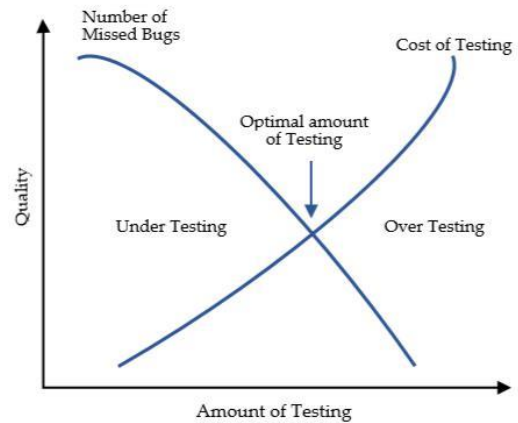 Number of
Missed Bugs
Cost of Testing
Optimal amount
of Testing
Quality
Under Testing
Over Testing
Amount of Testing